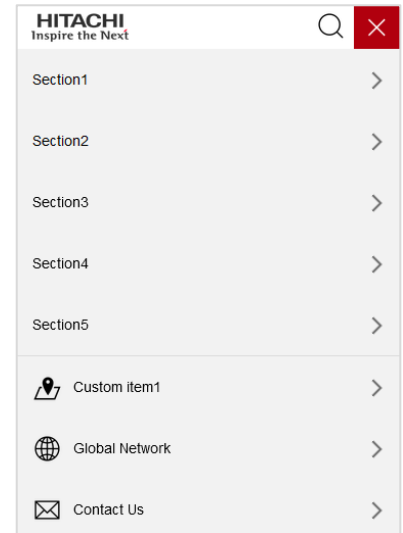 HITACHI
Inspire the Next
Section1
Section2
Section3
Section4
Section5
Custom item1
Global Network
Contact Us